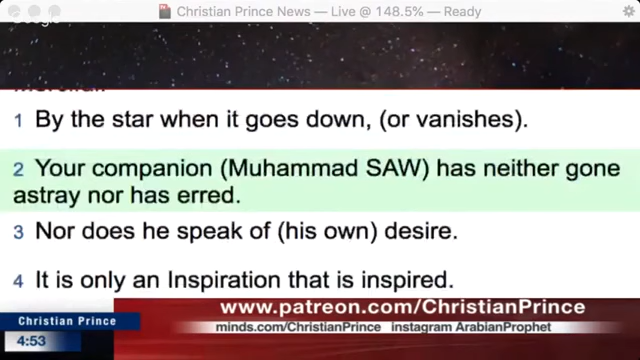 Christian Prince News — Live @ 148.5% — Ready
1 By the star when it goes down, (or vanishes).
2 Your companion (Muhammad SAW) has neither gone
astray nor has erred.
3 Nor does he speak of (his own) desire.
4 It is only an Inspiration that is inspired.
www.patreon.com/ChristianPrince
Christian Prince
minds.com/ChristianPrince instagram ArabianProphet
4:53